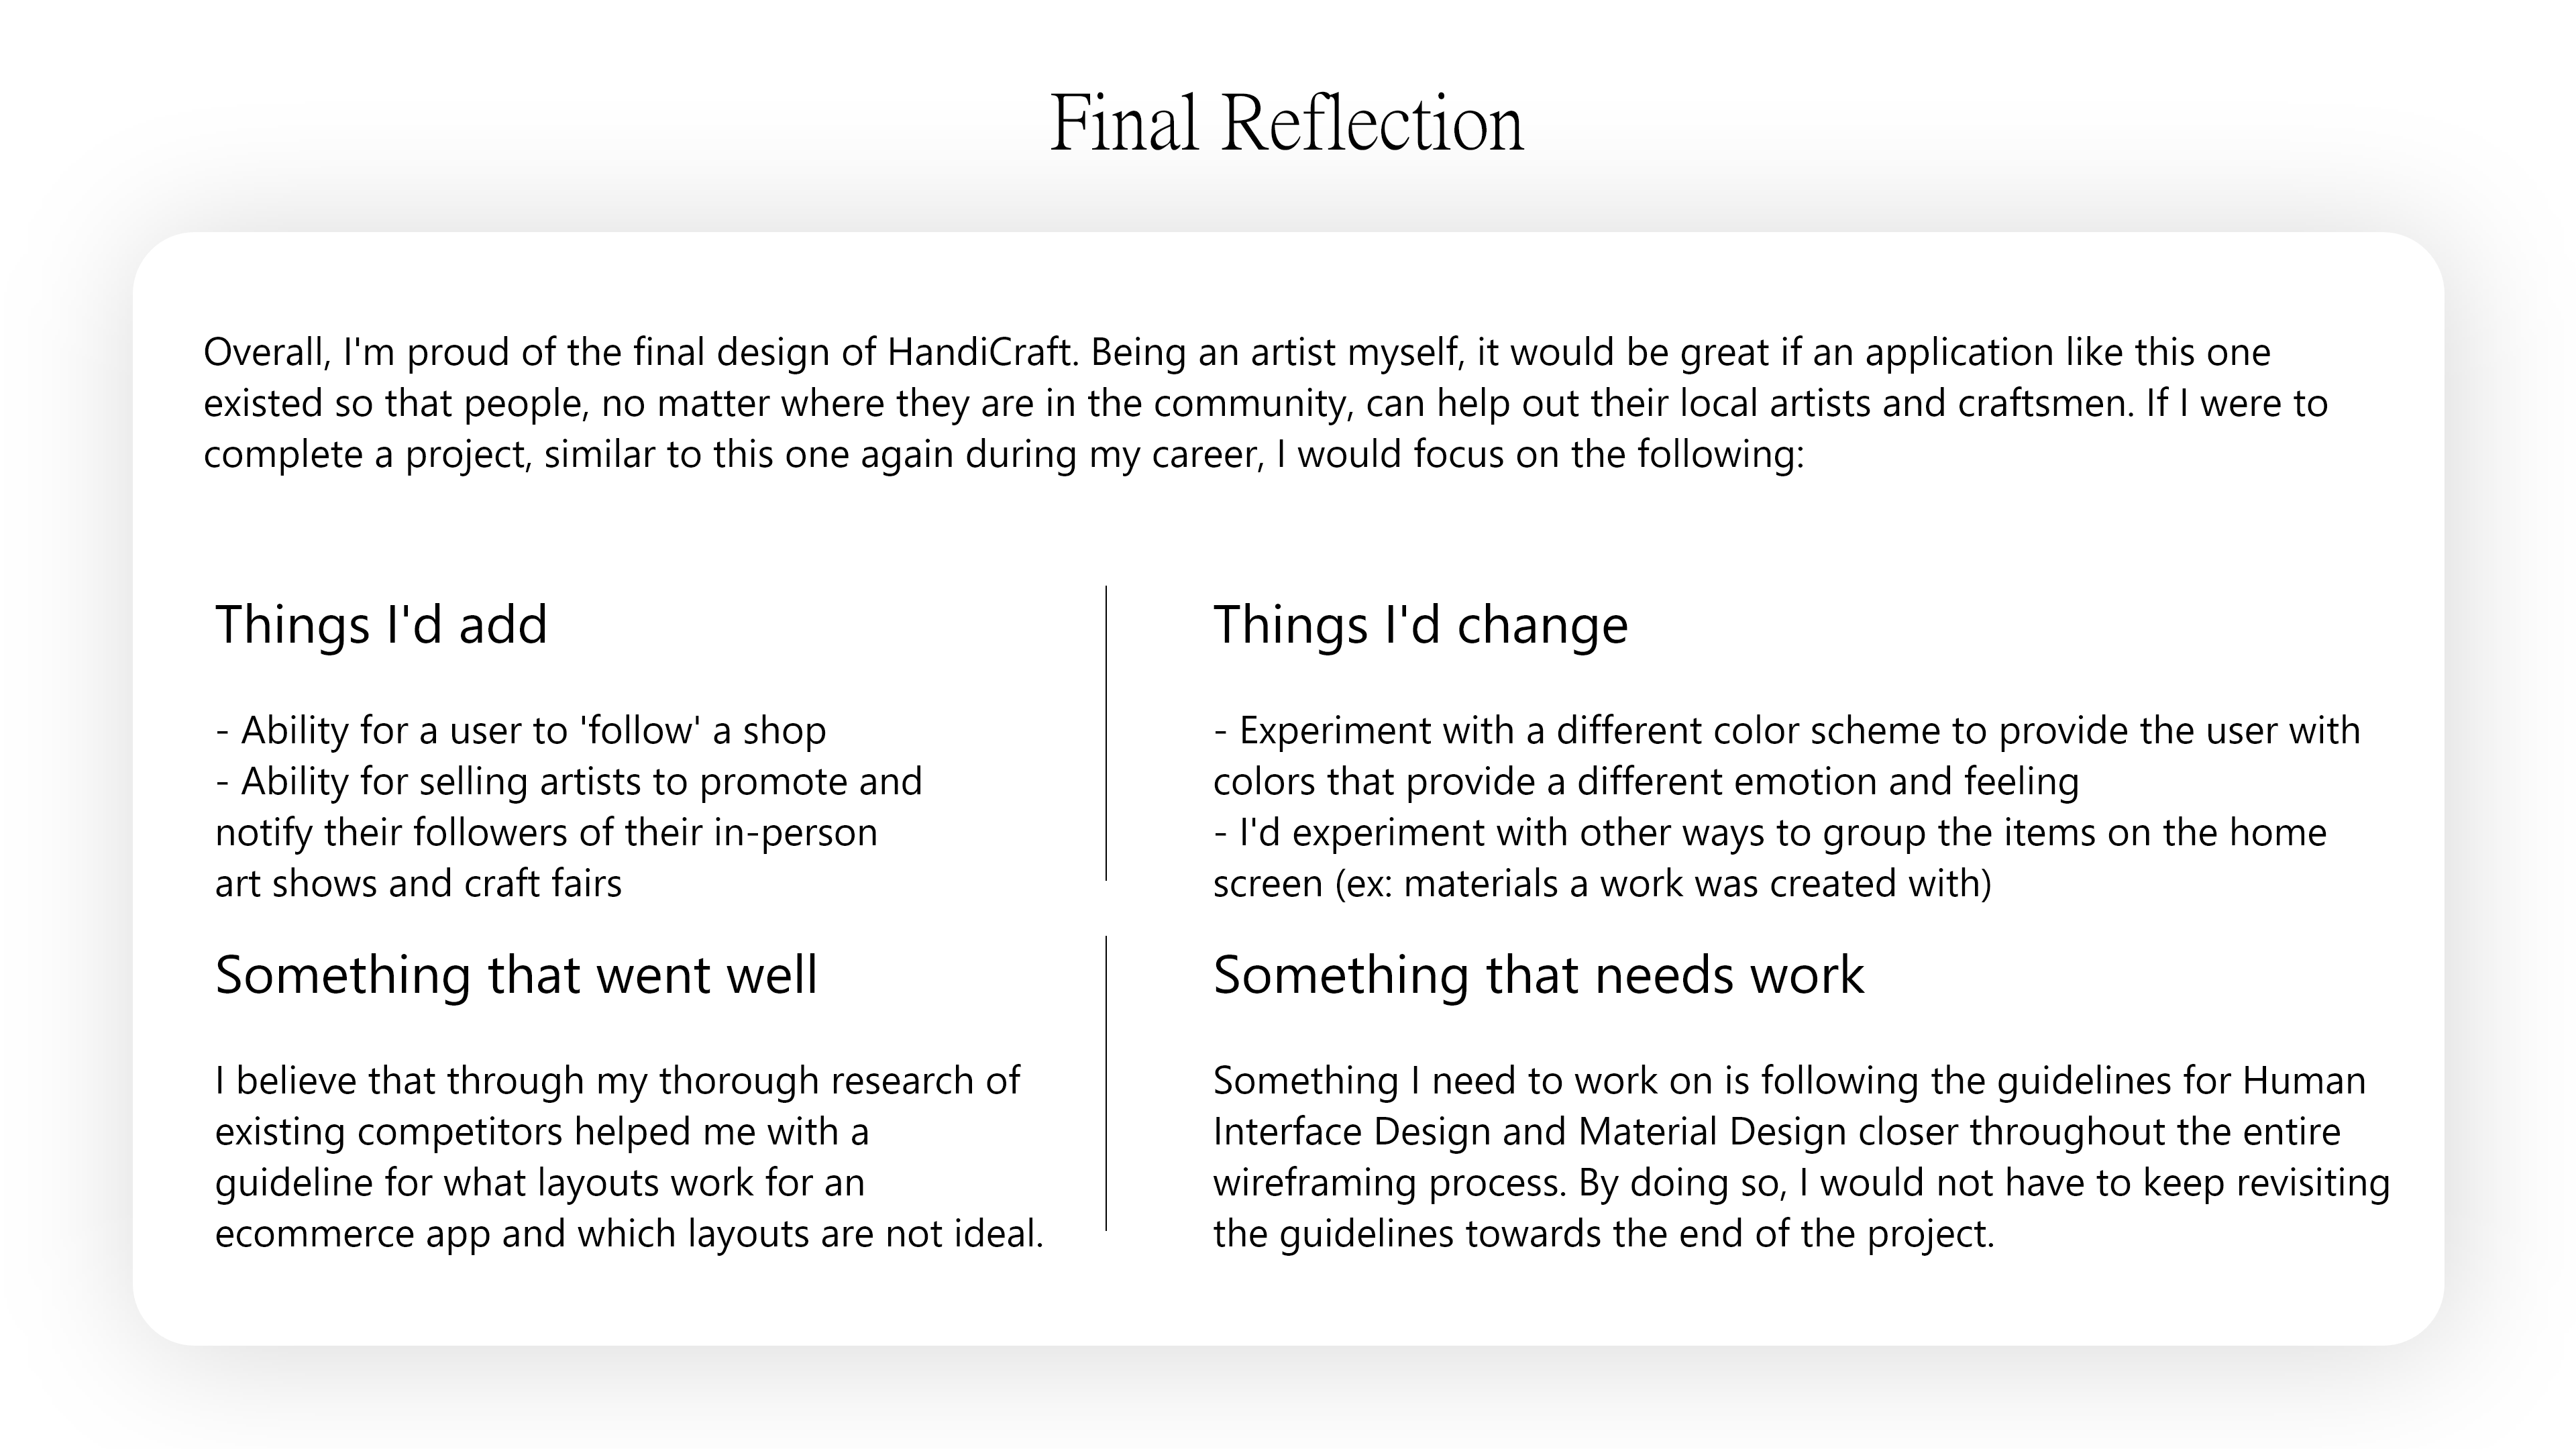 Final Reflection
Overall, I'm proud of the final design of HandiCraft. Being an artist myself, it would be great if an application like this one
existed so that people, no matter where they are in the community, can help out their local artists and craftsmen. If I were to
complete a project, similar to this one again during my career, I would focus on the following:
Things I'd add
- Ability for a user to 'follow' a shop
- Ability for selling artists to promote and
notify their followers of their in-person
art shows and craft fairs
Things I'd change
- Experiment with a different color scheme to provide the user with
colors that provide a different emotion and feeling
- I'd experiment with other ways to group the items on the home
screen (ex: materials a work was created with)
Something that went well
I believe that through my thorough research of
existing competitors helped me with a
guideline for what layouts work for an
ecommerce app and which layouts are not ideal.
Something that needs work
Something I need to work on is following the guidelines for Human
Interface Design and Material Design closer throughout the entire
wireframing process. By doing so, I would not have to keep revisiting
the guidelines towards the end of the project.